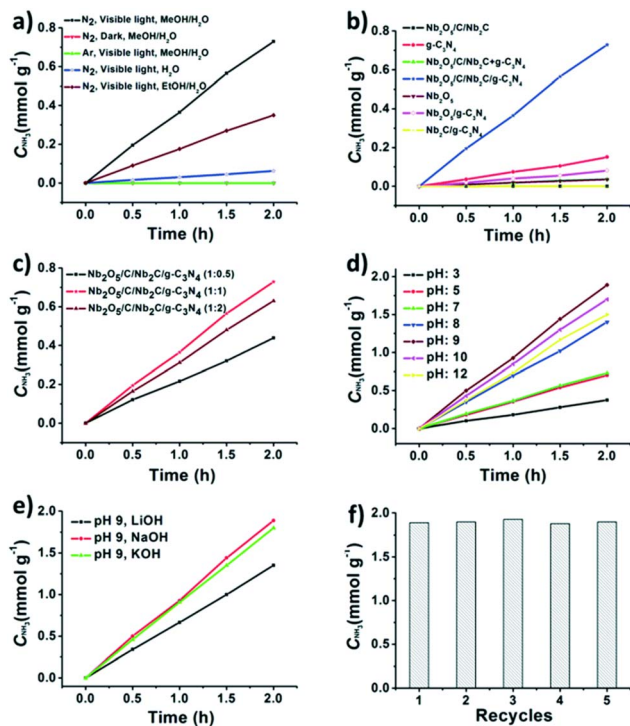 a)
N₂, Visible light, MeOH/H₂O
N₂, Dark, MeOH/H₂O
Ar, Visible light, MeOH/H₂O
N₂, Visible light, H₂O
N₂, Visible light, EtOH/H₂O
C_NH₃(mmol g⁻¹)
0.8
0.6
0.4
0.2
0.0
0.0 0.5 1.0 1.5 2.0
Time (h)
b)
Nb₂O₅/C/Nb₂C
g-C₃N₄
Nb₂O₅/C/Nb₂C+g-C₃N₄
Nb₂O₅/C/Nb₂C/g-C₃N₄
Nb₂O₅
Nb₂O₅/g-C₃N₄
Nb₂C/g-C₃N₄
C_NH₃(mmol g⁻¹)
0.8
0.6
0.4
0.2
0.0
0.0 0.5 1.0 1.5 2.0
Time (h)
c)
Nb₂O₅/C/Nb₂C/g-C₃N₄ (1:0.5)
Nb₂O₅/C/Nb₂C/g-C₃N₄ (1:1)
Nb₂O₅/C/Nb₂C/g-C₃N₄ (1:2)
C_NH₃(mmol g⁻¹)
0.8
0.6
0.4
0.2
0.0
0.0 0.5 1.0 1.5 2.0
Time (h)
d)
pH: 3
pH: 5
pH: 7
pH: 8
pH: 9
pH: 10
pH: 12
C_NH₃(mmol g⁻¹)
2.0
1.5
1.0
0.5
0.0
0.0 0.5 1.0 1.5 2.0
Time (h)
e)
pH 9, LiOH
pH 9, NaOH
pH 9, KOH
C_NH₃(mmol g⁻¹)
2.0
1.5
1.0
0.5
0.0
0.0 0.5 1.0 1.5 2.0
Time (h)
f)
C_NH₃(mmol g⁻¹)
2.0
1.5
1.0
0.5
0.0
1 2 3 4 5
Recycles